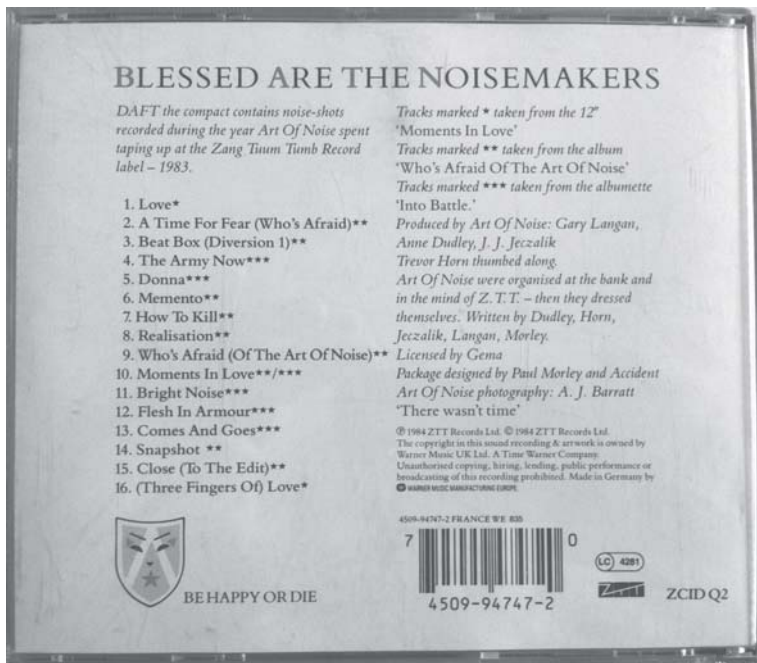 BLESSED ARE THE NOISEMAKERS
DAFT the compact contains noise-shots
recorded during the year Art Of Noise spent
taping up at the Zang Tuum Tumb Record
label – 1983.
1. Love*
2. A Time For Fear (Who's Afraid)**
3. Beat Box (Diversion 1)**
4. The Army Now***
5. Donna***
6. Memento**
7. How To Kill**
8. Realisation**
9. Who's Afraid (Of The Art Of Noise)**
10. Moments In Love**/***
11. Bright Noise***
12. Flesh In Armour***
13. Comes And Goes***
14. Snapshot **
15. Close (To The Edit)**
16. (Three Fingers Of) Love*
Tracks marked * taken from the 12"
'Moments In Love'
Tracks marked ** taken from the album
'Who's Afraid Of The Art Of Noise'
Tracks marked *** taken from the albumette
'Into Battle.'
Produced by Art Of Noise: Gary Langan,
Anne Dudley, J. J. Jeczalik
Trevor Horn thumbed along.
Art Of Noise were organised at the bank and
in the mind of Z.T.T. – then they dressed
themselves. Written by Dudley, Horn,
Jeczalik, Langan, Morley.
Licensed by Gema
Package designed by Paul Morley and Accident
Art Of Noise photography: A. J. Barratt
'There wasn't time'
℗ 1984 ZTT Records Ltd. © 1984 ZTT Records Ltd.
The copyright in this sound recording & artwork is owned by
Warner Music UK Ltd. A Time Warner Company.
Unauthorised copying, hiring, lending, public performance or
broadcasting of this recording prohibited. Made in Germany by
WARNER MUSIC MANUFACTURING EUROPE.
BE HAPPY OR DIE
4509-94747-2 FRANCE WE 835
7 0
4509-94747-2
LC 4281
ZTT
ZCID Q2